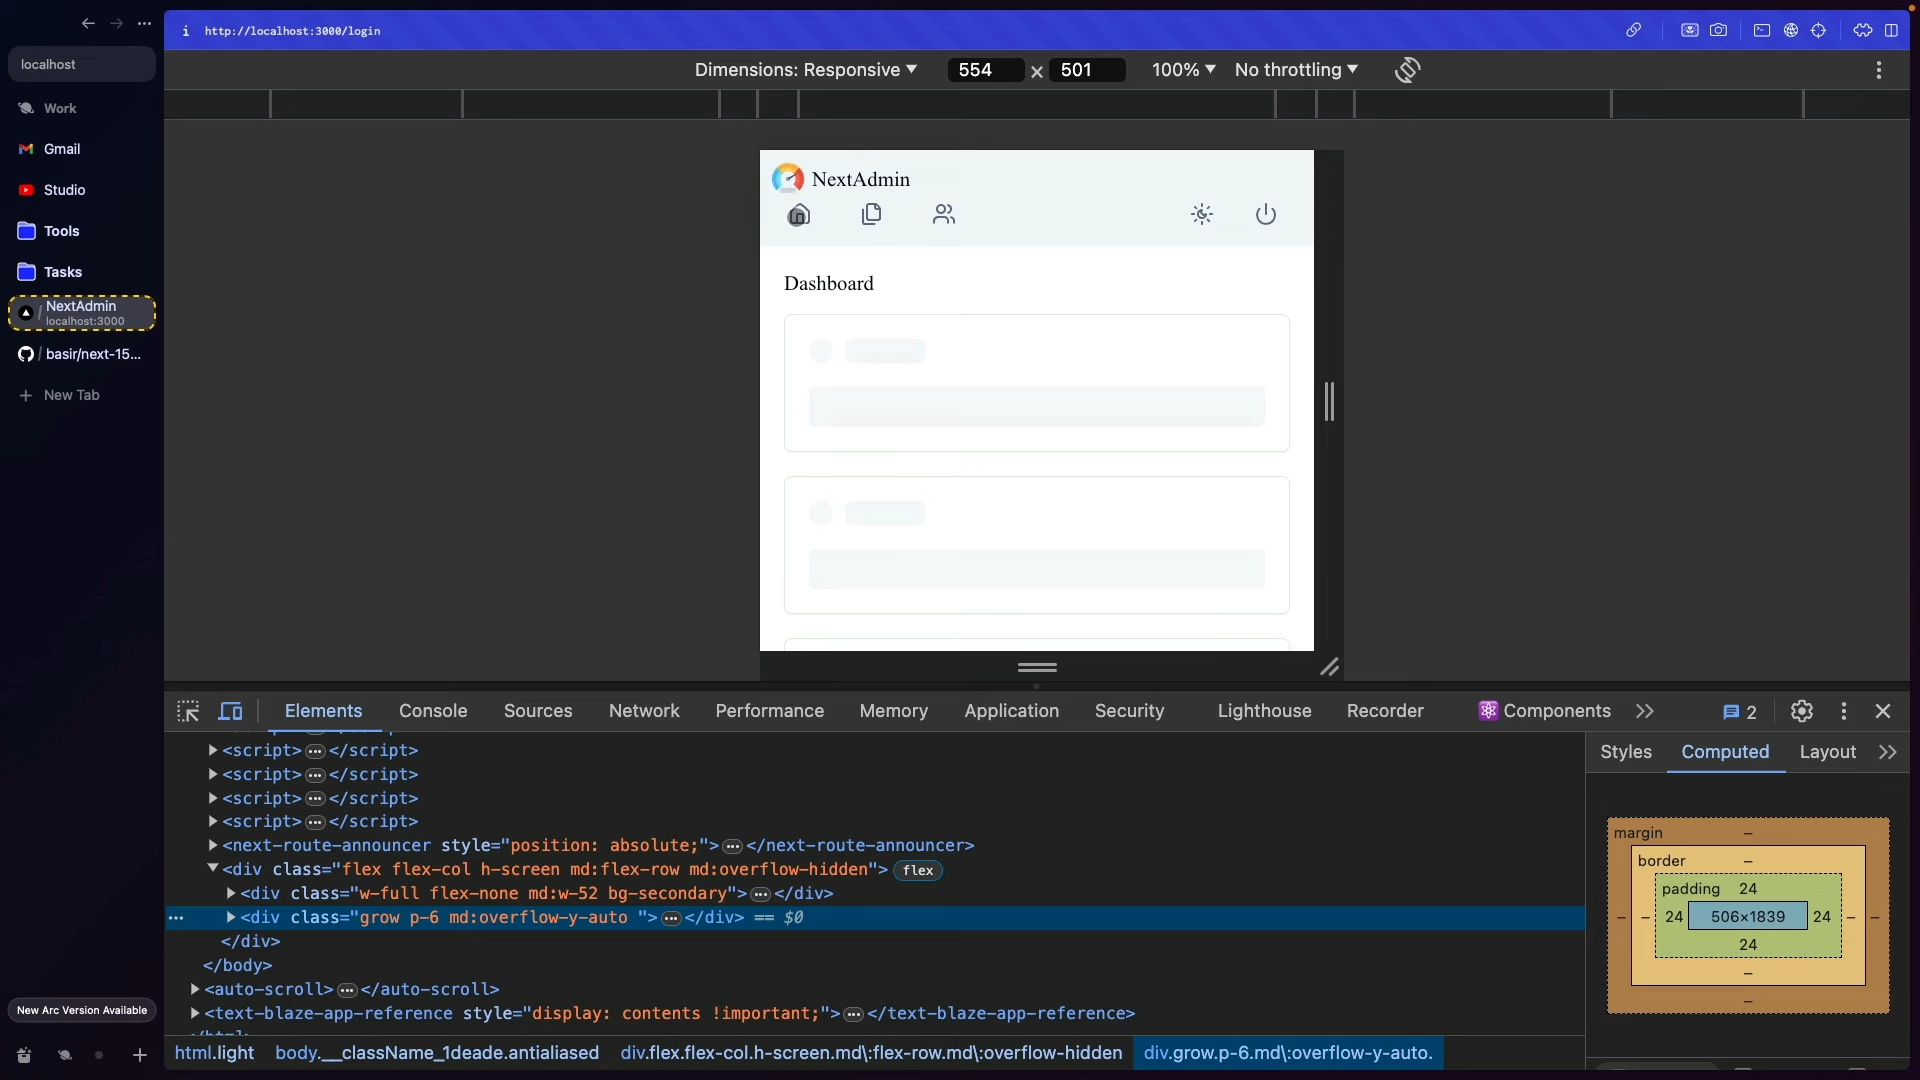 localhost
Work
Gmail
Studio
Tools
Tasks
NextAdmin
localhost:3000
/ basir/next-15...
New Tab
New Arc Version Available
http://localhost:3000/login
Dimensions: Responsive 554 x 501 100% No throttling
NextAdmin
Dashboard
Elements Console Sources Network Performance Memory Application Security Lighthouse Recorder Components 2
<script>…</script>
<script>…</script>
<script>…</script>
<script>…</script>
<next-route-announcer style="position: absolute;">…</next-route-announcer>
<div class="flex flex-col h-screen md:flex-row md:overflow-hidden"> flex
<div class="w-full flex-none md:w-52 bg-secondary">…</div>
<div class="grow p-6 md:overflow-y-auto ">…</div> == $0
</div>
</body>
<auto-scroll>…</auto-scroll>
<text-blaze-app-reference style="display: contents !important;">…</text-blaze-app-reference>
html.light body.__className_1deade.antialiased div.flex.flex-col.h-screen.md\:flex-row.md\:overflow-hidden div.grow.p-6.md\:overflow-y-auto.
Styles Computed Layout
margin –
border –
padding 24
– – 24 506×1839 24 – –
24
–
–